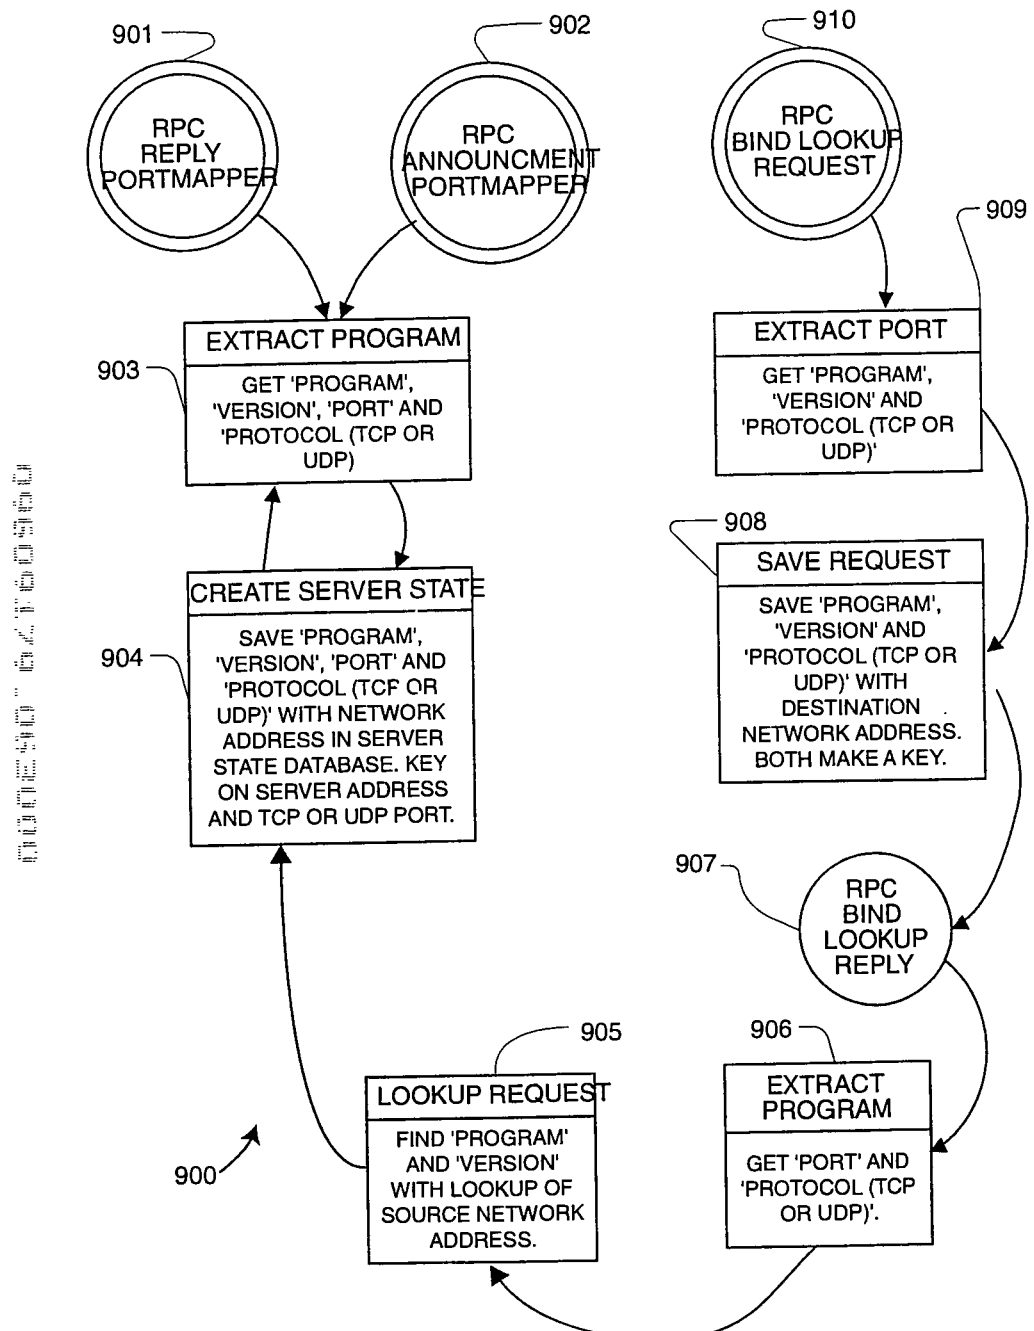 901
902
910
RPC
REPLY
PORTMAPPER
RPC
ANNOUNCMENT
PORTMAPPER
RPC
BIND LOOKUP
REQUEST
909
EXTRACT PROGRAM
903
GET 'PROGRAM',
'VERSION', 'PORT' AND
'PROTOCOL (TCP OR
UDP)
EXTRACT PORT
GET 'PROGRAM',
'VERSION' AND
'PROTOCOL (TCP OR
UDP)'
908
CREATE SERVER STATE
904
SAVE 'PROGRAM',
'VERSION', 'PORT' AND
'PROTOCOL (TCP OR
UDP)' WITH NETWORK
ADDRESS IN SERVER
STATE DATABASE. KEY
ON SERVER ADDRESS
AND TCP OR UDP PORT.
SAVE REQUEST
SAVE 'PROGRAM',
'VERSION' AND
'PROTOCOL (TCP OR
UDP)' WITH
DESTINATION
NETWORK ADDRESS.
BOTH MAKE A KEY.
907
RPC
BIND
LOOKUP
REPLY
905
906
LOOKUP REQUEST
FIND 'PROGRAM'
AND 'VERSION'
WITH LOOKUP OF
SOURCE NETWORK
ADDRESS.
EXTRACT
PROGRAM
GET 'PORT' AND
'PROTOCOL (TCP
OR UDP)'.
900